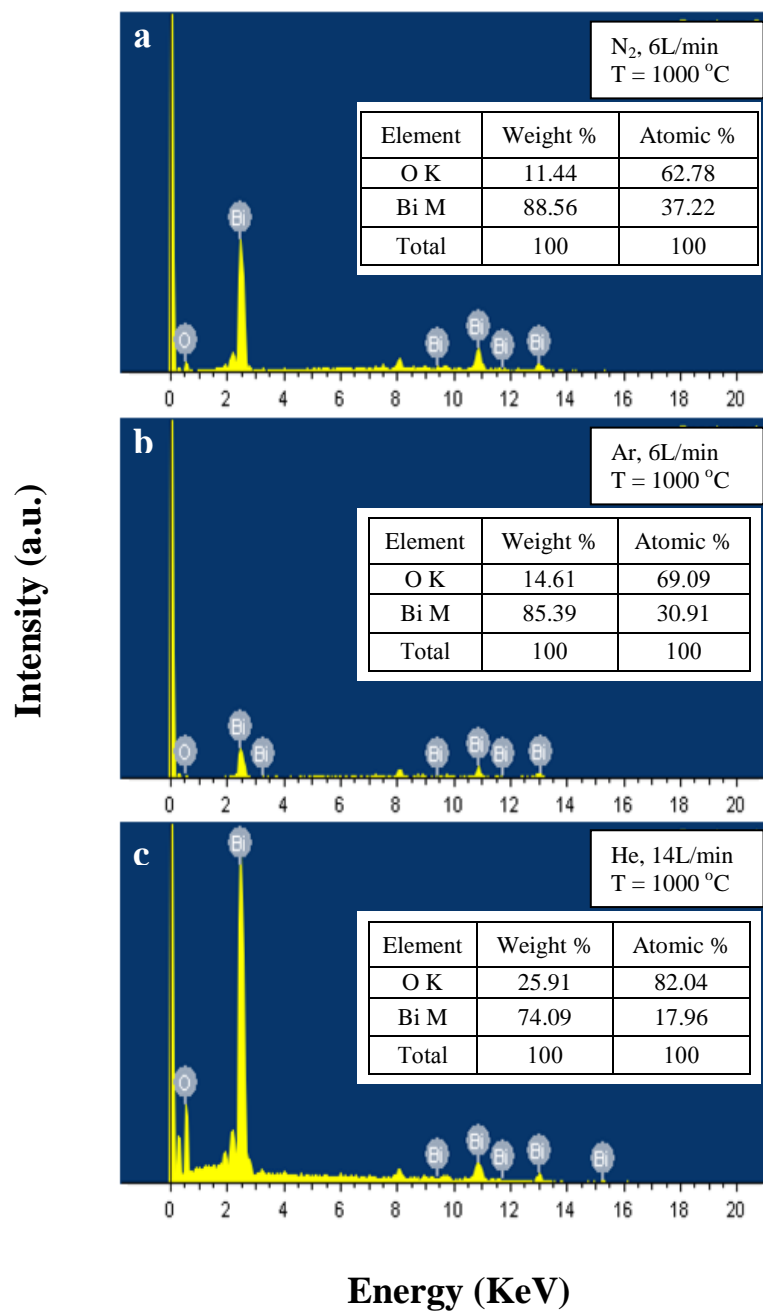 a
N₂, 6L/min
T = 1000 °C
Element Weight % Atomic %
O K 11.44 62.78
Bi M 88.56 37.22
Total 100 100
Bi
O
Bi
Bi
Bi
Bi
0 2 4 6 8 10 12 14 16 18 20
b
Ar, 6L/min
T = 1000 °C
Element Weight % Atomic %
O K 14.61 69.09
Bi M 85.39 30.91
Total 100 100
Bi
O
Bi
Bi
Bi
Bi
Bi
0 2 4 6 8 10 12 14 16 18 20
c
He, 14L/min
T = 1000 °C
Element Weight % Atomic %
O K 25.91 82.04
Bi M 74.09 17.96
Total 100 100
Bi
O
Bi
Bi
Bi
Bi
Bi
0 2 4 6 8 10 12 14 16 18 20
Intensity (a.u.)
Energy (KeV)